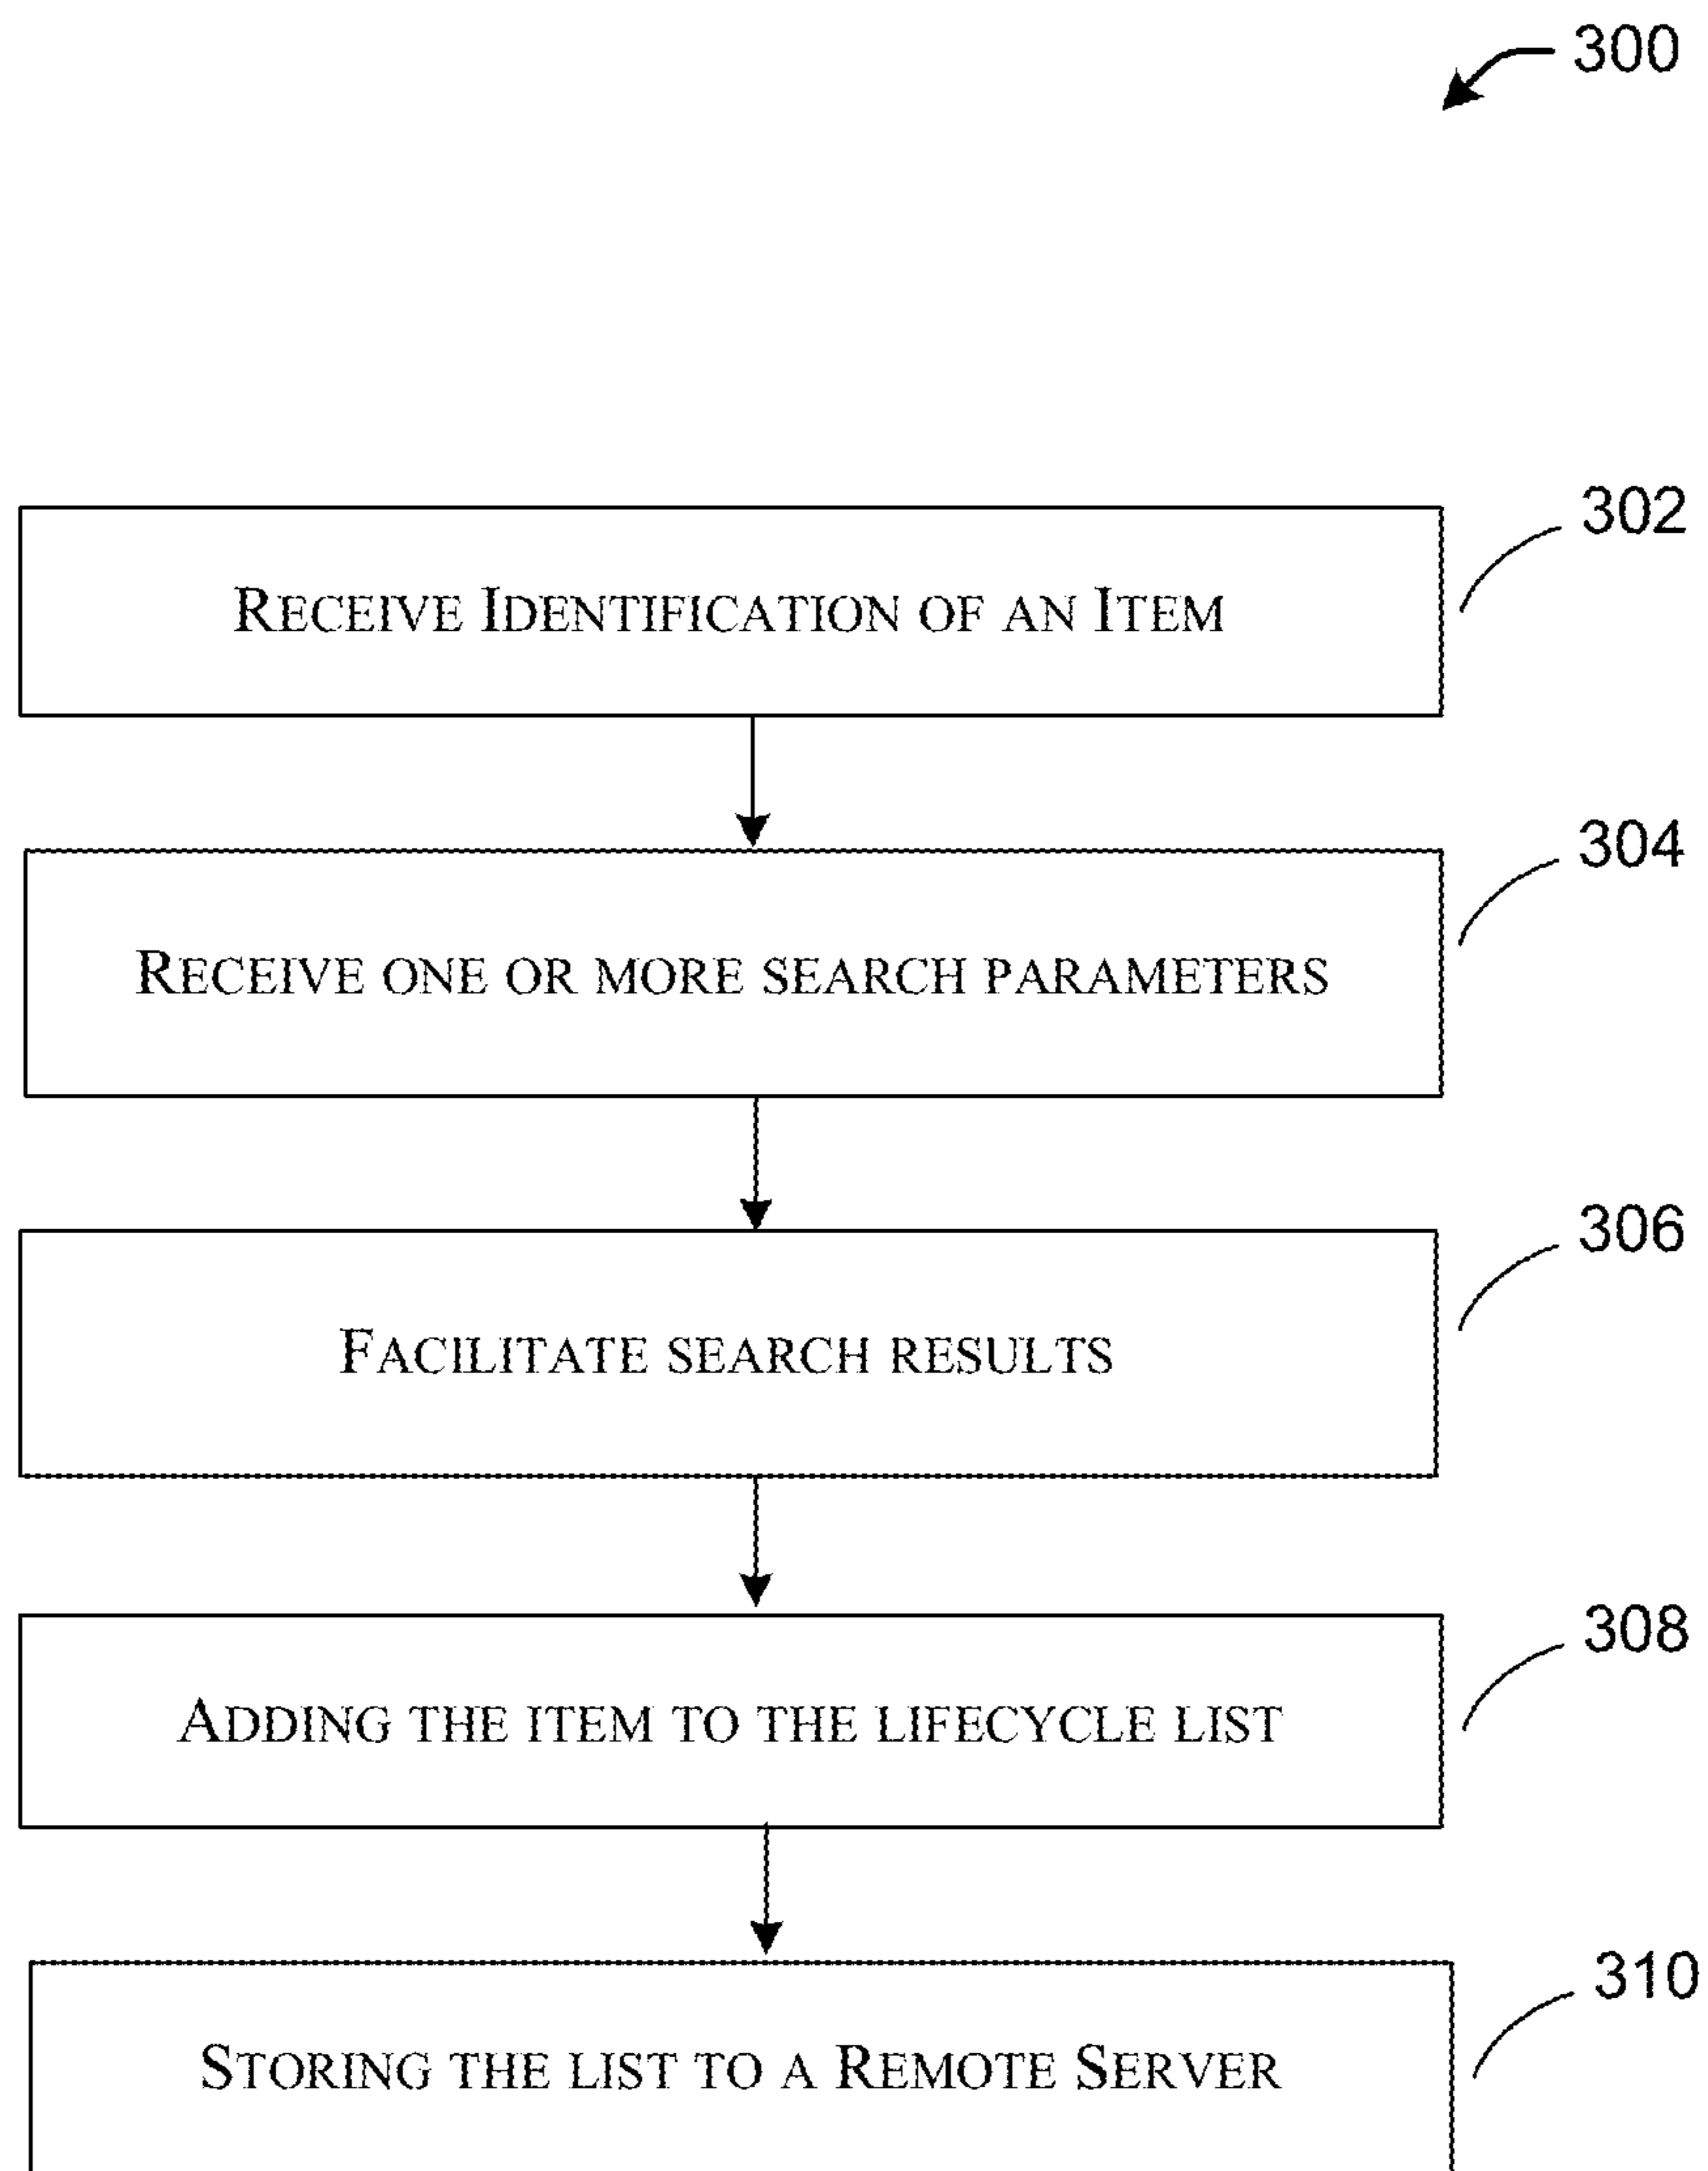 300
302
RECEIVE IDENTIFICATION OF AN ITEM
304
RECEIVE ONE OR MORE SEARCH PARAMETERS
306
FACILITATE SEARCH RESULTS
308
ADDING THE ITEM TO THE LIFECYCLE LIST
310
STORING THE LIST TO A REMOTE SERVER